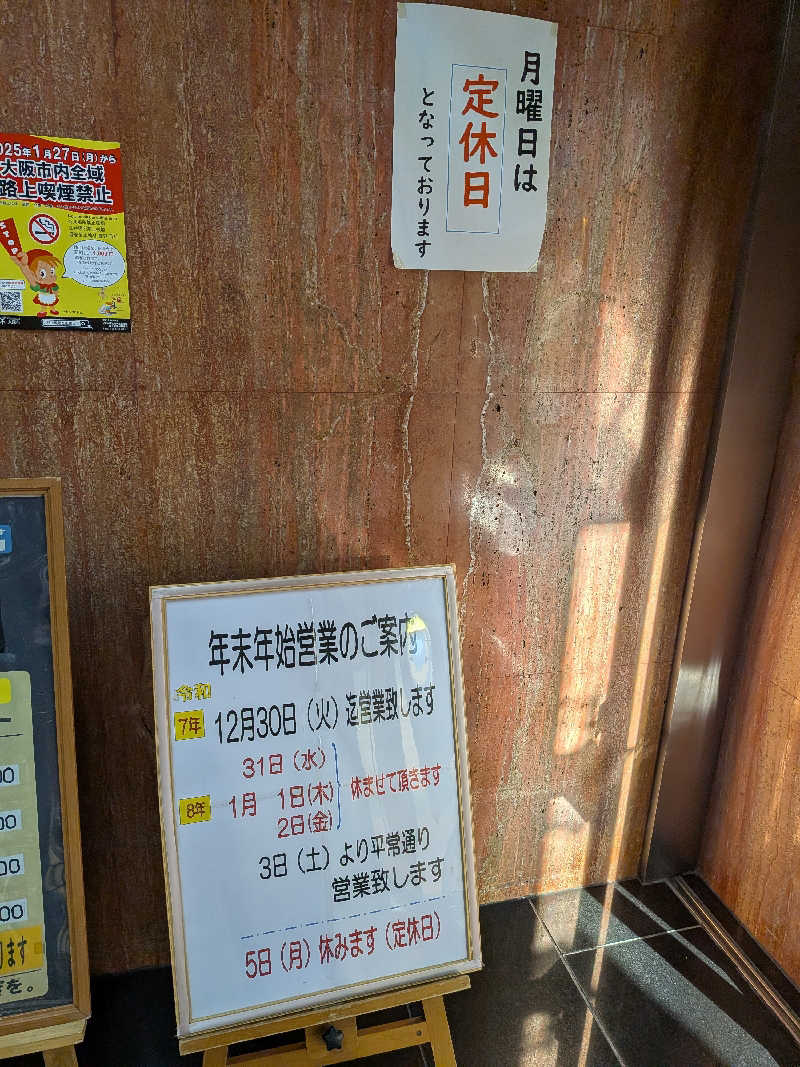 月曜日は
定休日
となっております
025年1月27日(月)から
大阪市内全域
路上喫煙禁止
STOP
年末年始営業のご案内
令和
7年 12月30日（火）迄営業致します
31日（水）
8年 1月 1日(木) 休ませて頂きます
2日(金)
3日（土）より平常通り
営業致します
5日（月）休みます（定休日）
00
00
00
00
ます
を。